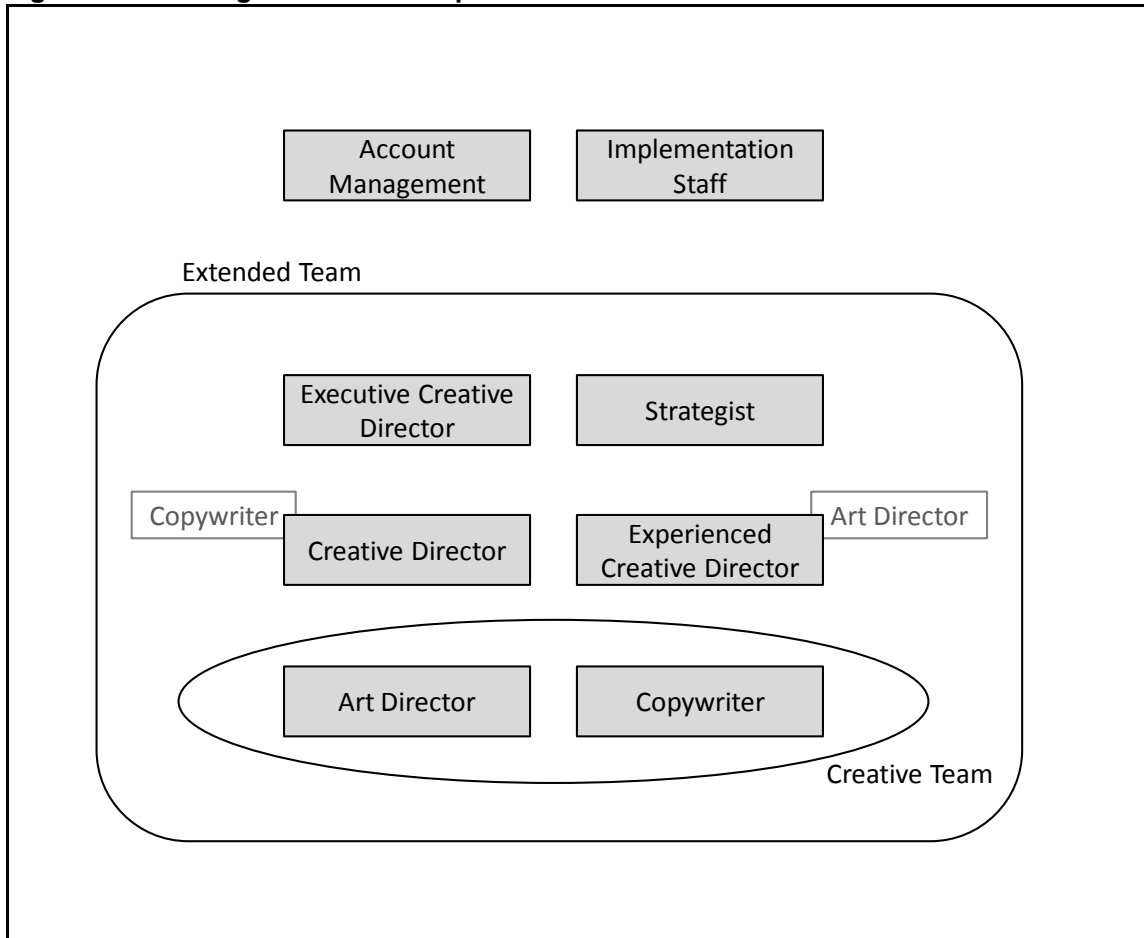 Account
Management
Implementation
Staff
Extended Team
Executive Creative
Director
Strategist
Copywriter
Art Director
Creative Director
Experienced
Creative Director
Art Director
Copywriter
Creative Team